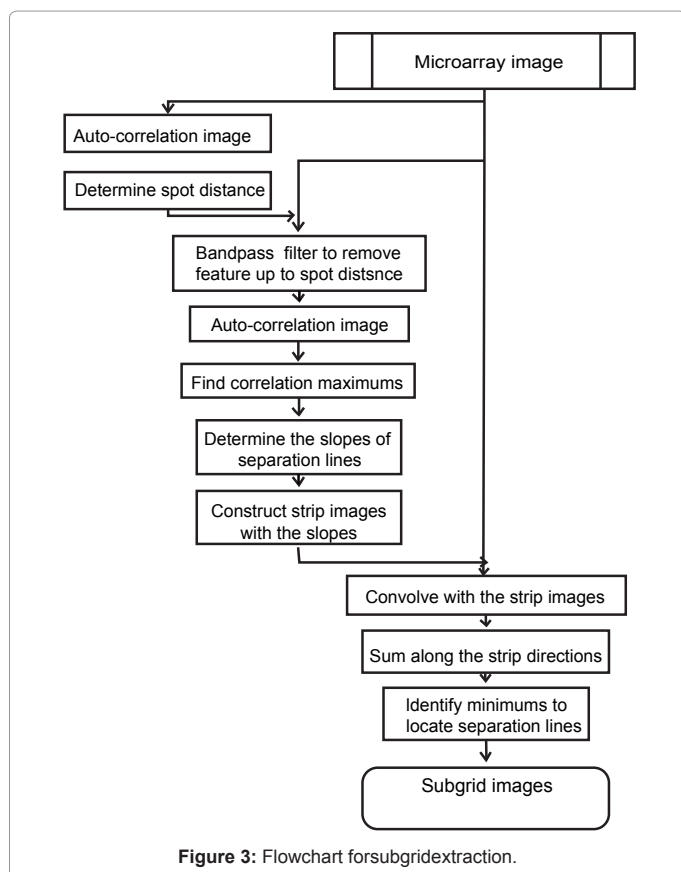 Microarray image
Auto-correlation image
Determine spot distance
Bandpass filter to remove
feature up to spot distsnce
Auto-correlation image
Find correlation maximums
Determine the slopes of
separation lines
Construct strip images
with the slopes
Convolve with the strip images
Sum along the strip directions
Identify minimums to
locate separation lines
Subgrid images
Figure 3: Flowchart forsubgridextraction.